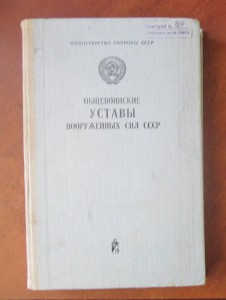 МИНИСТЕРСТВО ОБОРОНЫ СССР
ОБЩЕВОИНСКИЕ
УСТАВЫ
ВООРУЖЕННЫХ СИЛ СССР